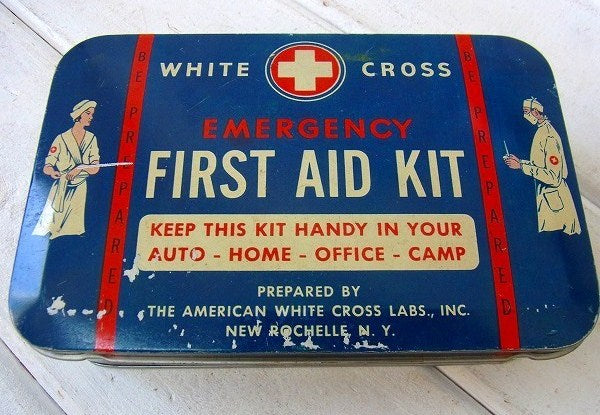 WHITE CROSS
EMERGENCY
FIRST AID KIT
KEEP THIS KIT HANDY IN YOUR
AUTO - HOME - OFFICE - CAMP
PREPARED BY
THE AMERICAN WHITE CROSS LABS., INC.
NEW ROCHELLE, N. Y.
BE PREPARED
BE PREPARED